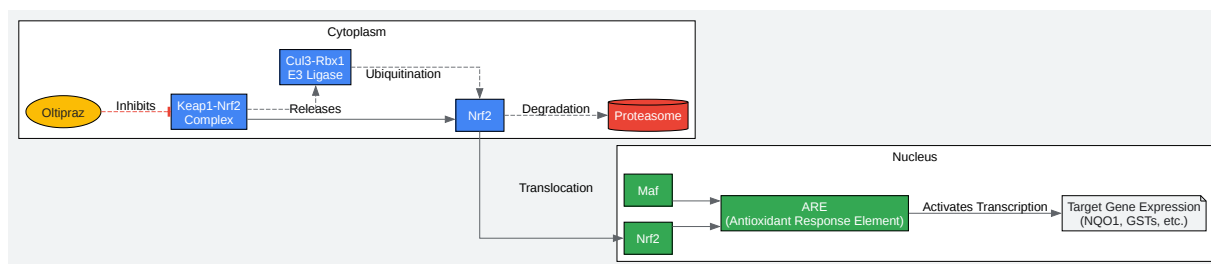 Cytoplasm
Cul3-Rbx1
E3 Ligase
Ubiquitination
Oltipraz
Inhibits
Keap1-Nrf2
Complex
Releases
Nrf2
Degradation
Proteasome
Nucleus
Translocation
Maf
Nrf2
ARE
(Antioxidant Response Element)
Activates Transcription
Target Gene Expression
(NQO1, GSTs, etc.)